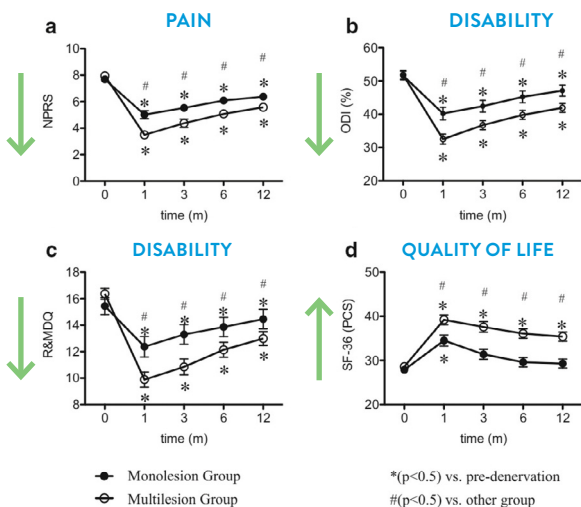 a PAIN
NPRS
8
6
4
2
0
# # # #
* * * *
* * * *
0 1 3 6 12
time (m)
b DISABILITY
ODI (%)
60
50
40
30
20
# # # #
* * * *
* * * *
0 1 3 6 12
time (m)
c DISABILITY
R&MDQ
18
16
14
12
10
8
# # # #
* * * *
* * * *
0 1 3 6 12
time (m)
d QUALITY OF LIFE
SF-36 (PCS)
50
40
30
20
# # # #
* * * *
*
0 1 3 6 12
time (m)
Monolesion Group
Multilesion Group
*(p<0.5) vs. pre-denervation
#(p<0.5) vs. other group